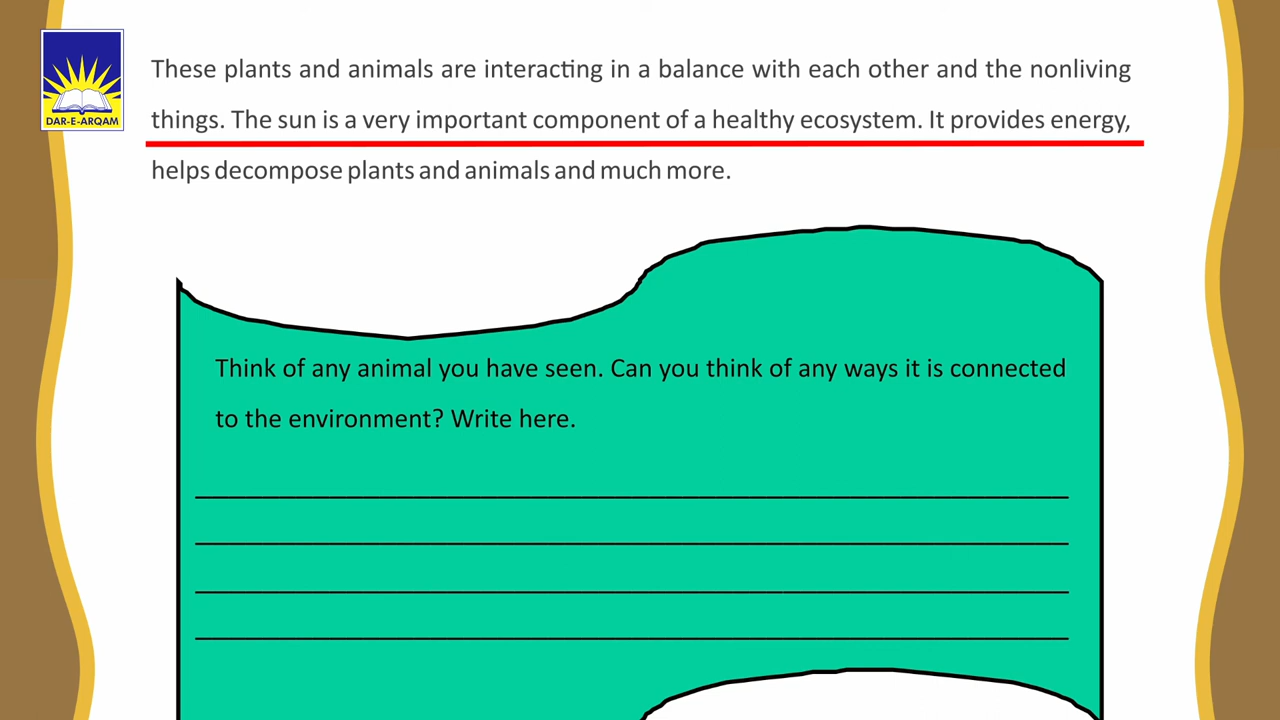 DAR-E-ARQAM
These plants and animals are interacting in a balance with each other and the nonliving
things. The sun is a very important component of a healthy ecosystem. It provides energy,
helps decompose plants and animals and much more.
Think of any animal you have seen. Can you think of any ways it is connected
to the environment? Write here.